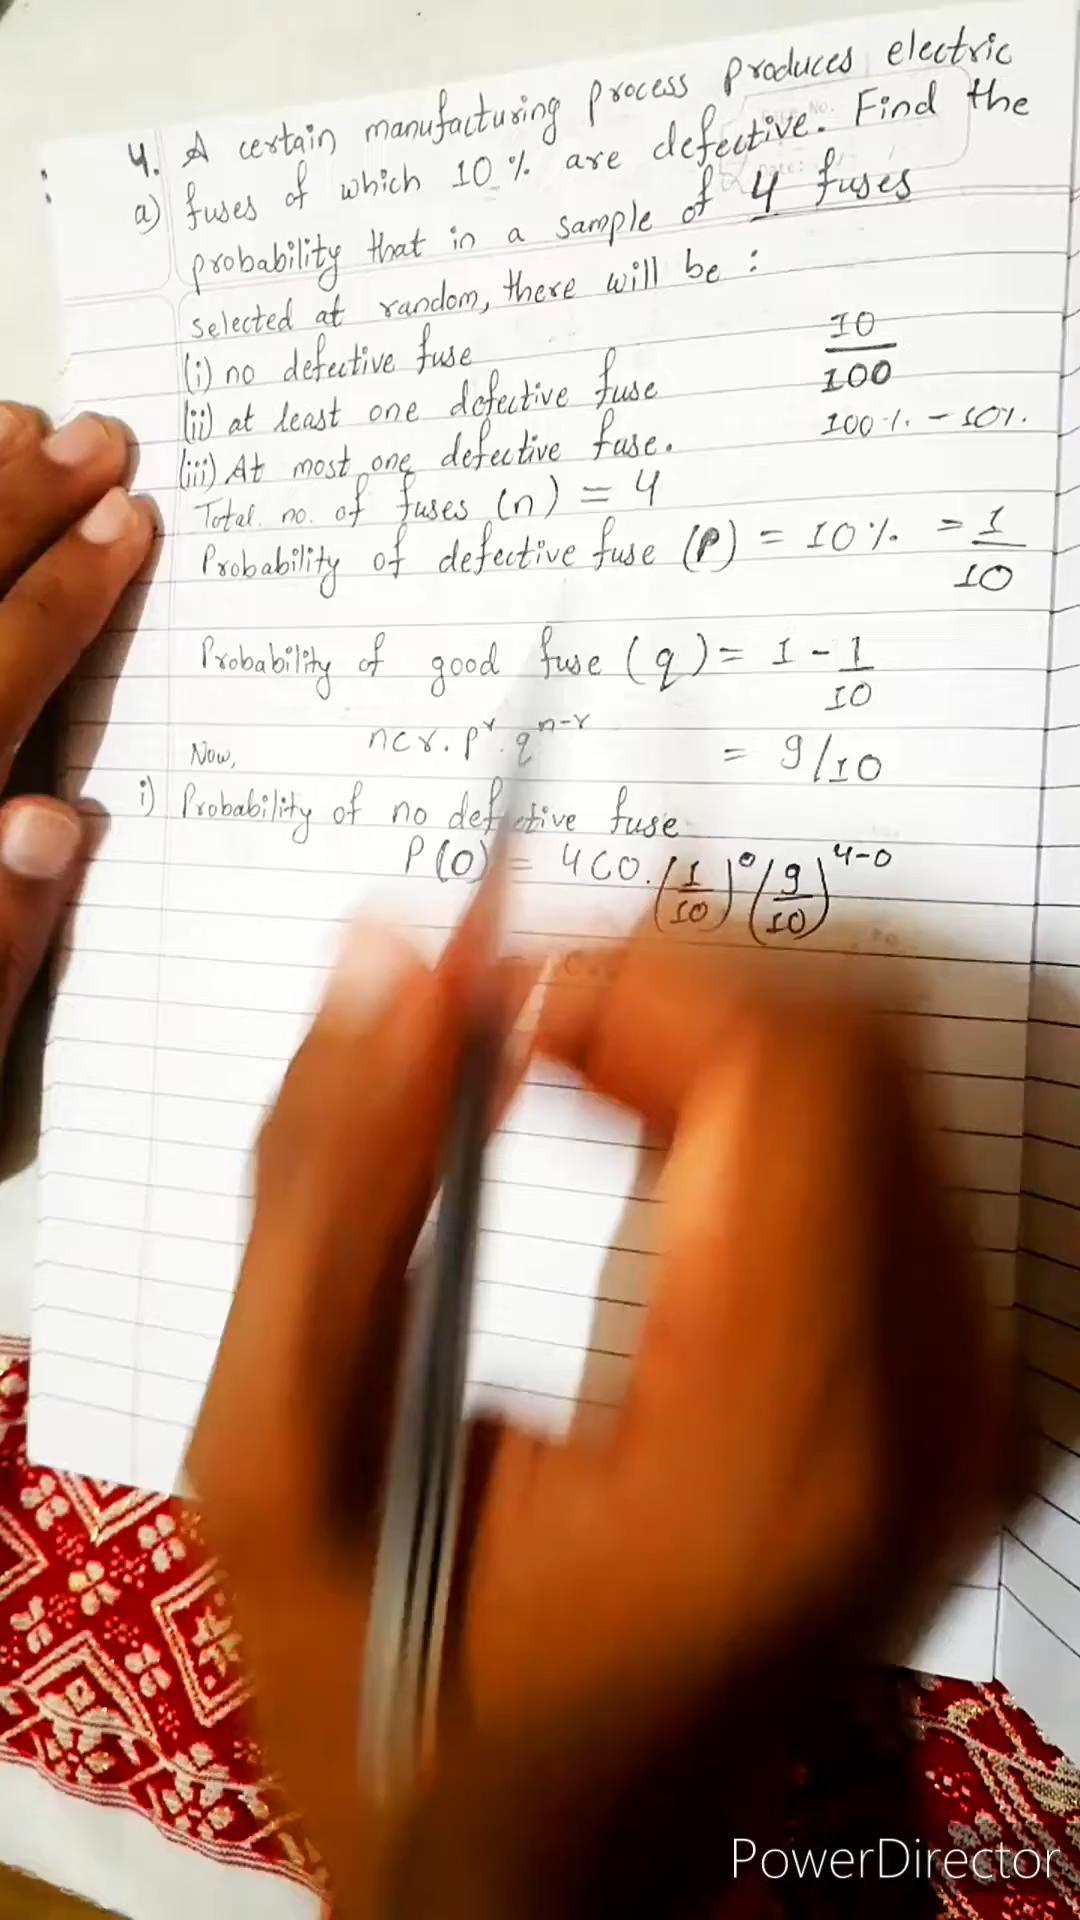 4. A certain manufacturing process produces electric
a) fuses of which 10 % are defective. Find the
probability that in a sample of 4 fuses
selected at random, there will be :
(i) no defective fuse
10
100
(ii) at least one defective fuse
100 % - 10%.
(iii) At most one defective fuse.
Total no. of fuses (n) = 4
Probability of defective fuse (P) = 10 % = 1/10
Probability of good fuse (q) = 1 - 1/10
Now, ncr. p^r. q^n-r = 9/10
i) Probability of no defective fuse
P(0) = 4C0. (1/10)^0 (9/10)^4-0
PowerDirector